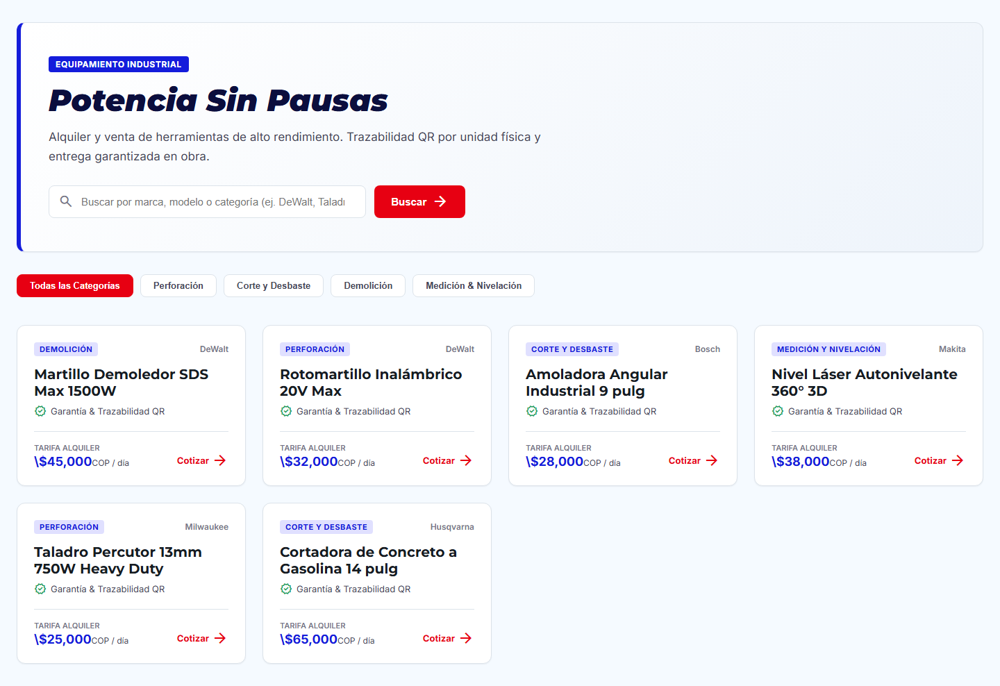 EQUIPAMIENTO INDUSTRIAL
Potencia Sin Pausas
Alquiler y venta de herramientas de alto rendimiento. Trazabilidad QR por unidad física y
entrega garantizada en obra.
Buscar por marca, modelo o categoría (ej. DeWalt, Taladr
Buscar
Todas las Categorías
Perforación
Corte y Desbaste
Demolición
Medición & Nivelación
DEMOLICIÓN
DeWalt
Martillo Demoledor SDS
Max 1500W
Garantía & Trazabilidad QR
TARIFA ALQUILER
\$45,000COP / día
Cotizar
PERFORACIÓN
DeWalt
Rotomartillo Inalámbrico
20V Max
Garantía & Trazabilidad QR
TARIFA ALQUILER
\$32,000COP / día
Cotizar
CORTE Y DESBASTE
Bosch
Amoladora Angular
Industrial 9 pulg
Garantía & Trazabilidad QR
TARIFA ALQUILER
\$28,000COP / día
Cotizar
MEDICIÓN Y NIVELACIÓN
Makita
Nivel Láser Autonivelante
360° 3D
Garantía & Trazabilidad QR
TARIFA ALQUILER
\$38,000COP / día
Cotizar
PERFORACIÓN
Milwaukee
Taladro Percutor 13mm
750W Heavy Duty
Garantía & Trazabilidad QR
TARIFA ALQUILER
\$25,000COP / día
Cotizar
CORTE Y DESBASTE
Husqvarna
Cortadora de Concreto a
Gasolina 14 pulg
Garantía & Trazabilidad QR
TARIFA ALQUILER
\$65,000COP / día
Cotizar